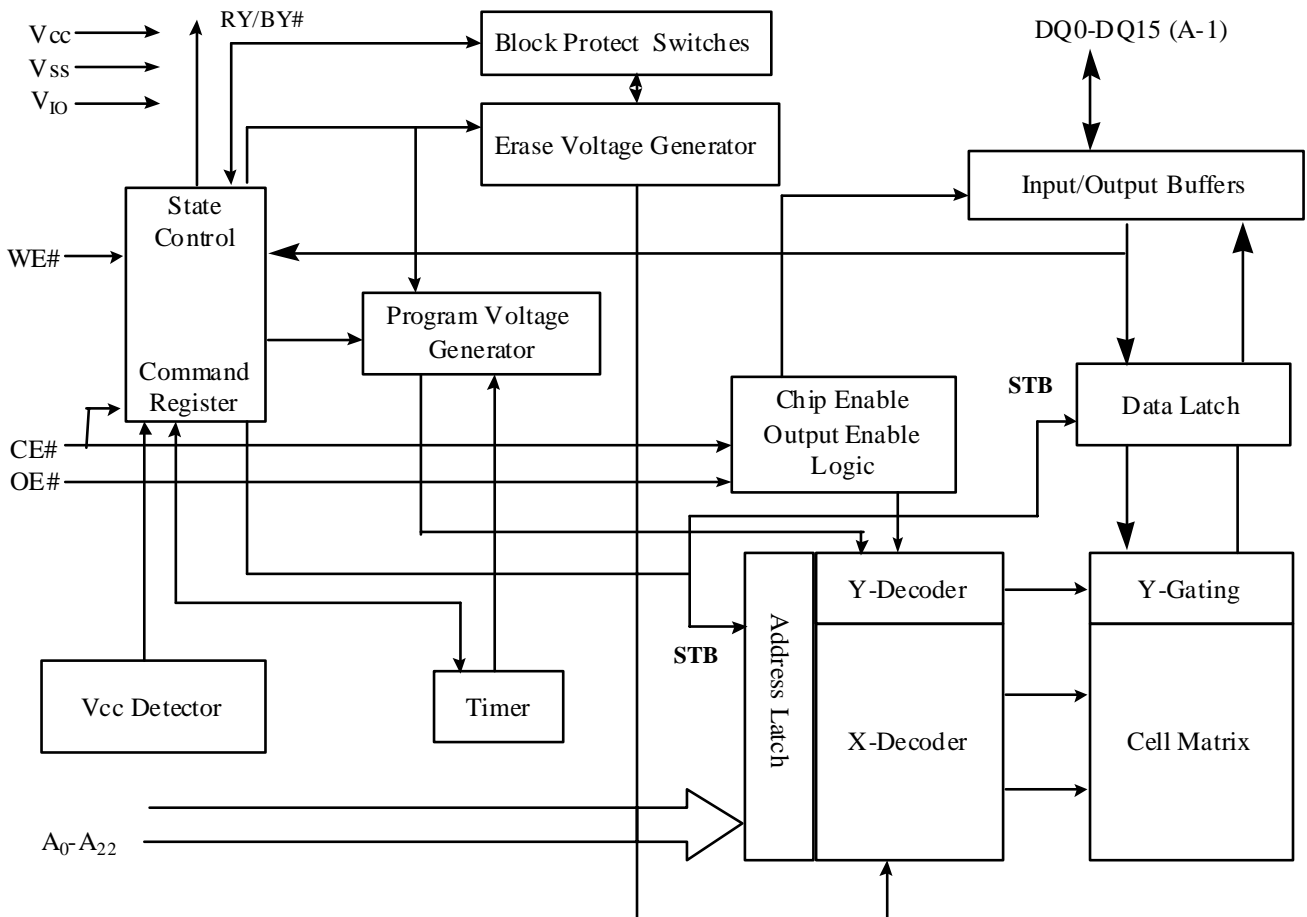 Vcc
Vss
VIO
RY/BY#
Block Protect Switches
DQ0-DQ15 (A-1)
Erase Voltage Generator
Input/Output Buffers
State
Control
WE#
Program Voltage
Generator
Command
Register
STB
Chip Enable
Output Enable
Logic
Data Latch
CE#
OE#
Y-Decoder
Y-Gating
Address Latch
STB
Vcc Detector
Timer
X-Decoder
Cell Matrix
A0-A22